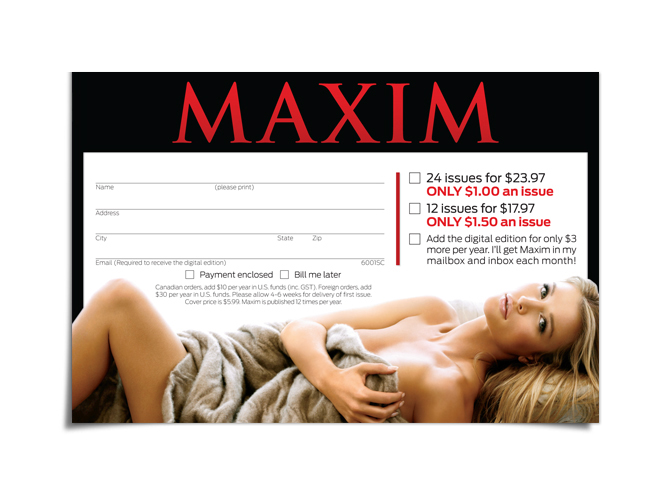 MAXIM
Name (please print)
Address
City State Zip
Email (Required to receive the digital edition) 6001SC
Payment enclosed Bill me later
Canadian orders, add $10 per year in U.S. funds (inc. GST). Foreign orders, add
$30 per year in U.S. funds. Please allow 4-6 weeks for delivery of first issue.
Cover price is $5.99. Maxim is published 12 times per year.
24 issues for $23.97
ONLY $1.00 an issue
12 issues for $17.97
ONLY $1.50 an issue
Add the digital edition for only $3
more per year. I'll get Maxim in my
mailbox and inbox each month!